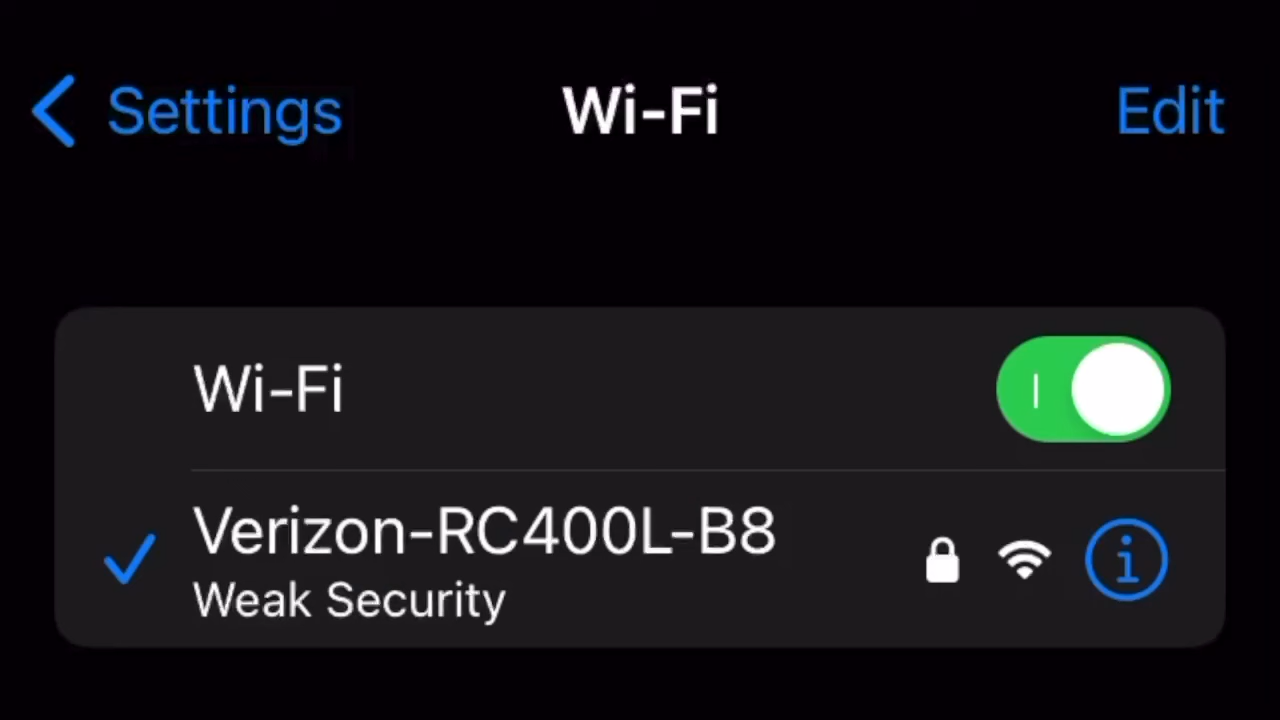 Settings
Wi-Fi
Edit
Wi-Fi
Verizon-RC400L-B8
Weak Security